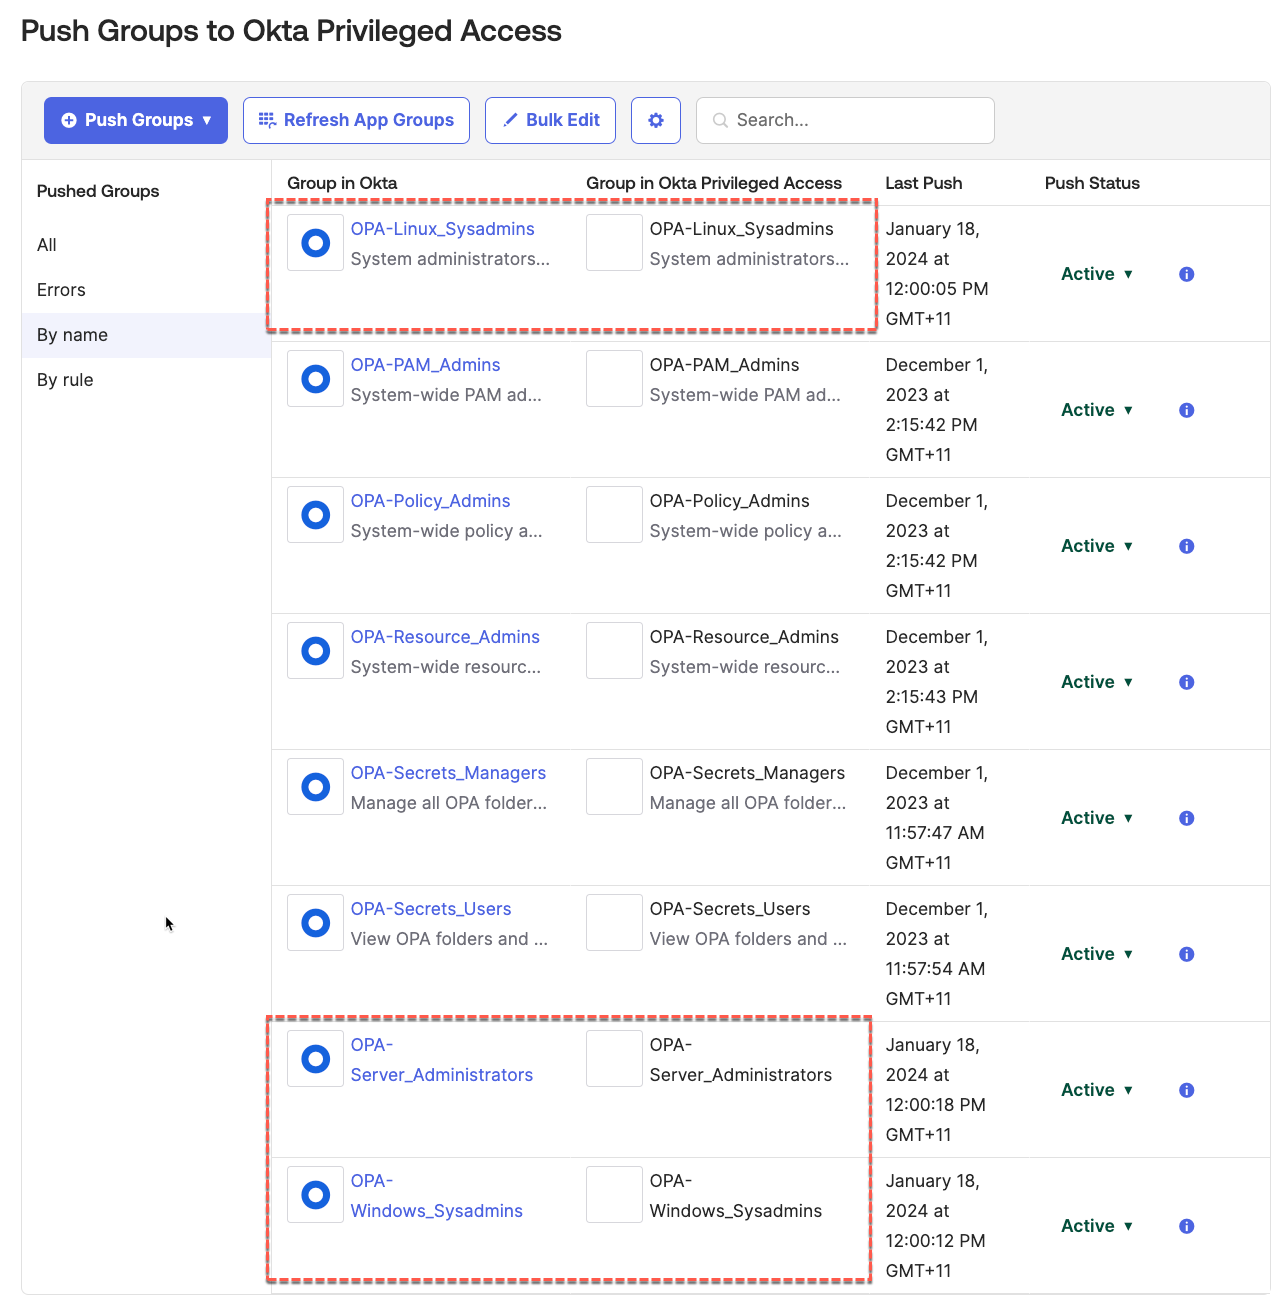 Push Groups to Okta Privileged Access
Push Groups ▼
Refresh App Groups
Bulk Edit
Search...
Pushed Groups
All
Errors
By name
By rule
Group in Okta
Group in Okta Privileged Access
Last Push
Push Status
OPA-Linux_Sysadmins
System administrators...
OPA-Linux_Sysadmins
System administrators...
January 18,
2024 at
12:00:05 PM
GMT+11
Active ▼
OPA-PAM_Admins
System-wide PAM ad...
OPA-PAM_Admins
System-wide PAM ad...
December 1,
2023 at
2:15:42 PM
GMT+11
Active ▼
OPA-Policy_Admins
System-wide policy a...
OPA-Policy_Admins
System-wide policy a...
December 1,
2023 at
2:15:42 PM
GMT+11
Active ▼
OPA-Resource_Admins
System-wide resourc...
OPA-Resource_Admins
System-wide resourc...
December 1,
2023 at
2:15:43 PM
GMT+11
Active ▼
OPA-Secrets_Managers
Manage all OPA folder...
OPA-Secrets_Managers
Manage all OPA folder...
December 1,
2023 at
11:57:47 AM
GMT+11
Active ▼
OPA-Secrets_Users
View OPA folders and ...
OPA-Secrets_Users
View OPA folders and ...
December 1,
2023 at
11:57:54 AM
GMT+11
Active ▼
OPA-
Server_Administrators
OPA-
Server_Administrators
January 18,
2024 at
12:00:18 PM
GMT+11
Active ▼
OPA-
Windows_Sysadmins
OPA-
Windows_Sysadmins
January 18,
2024 at
12:00:12 PM
GMT+11
Active ▼